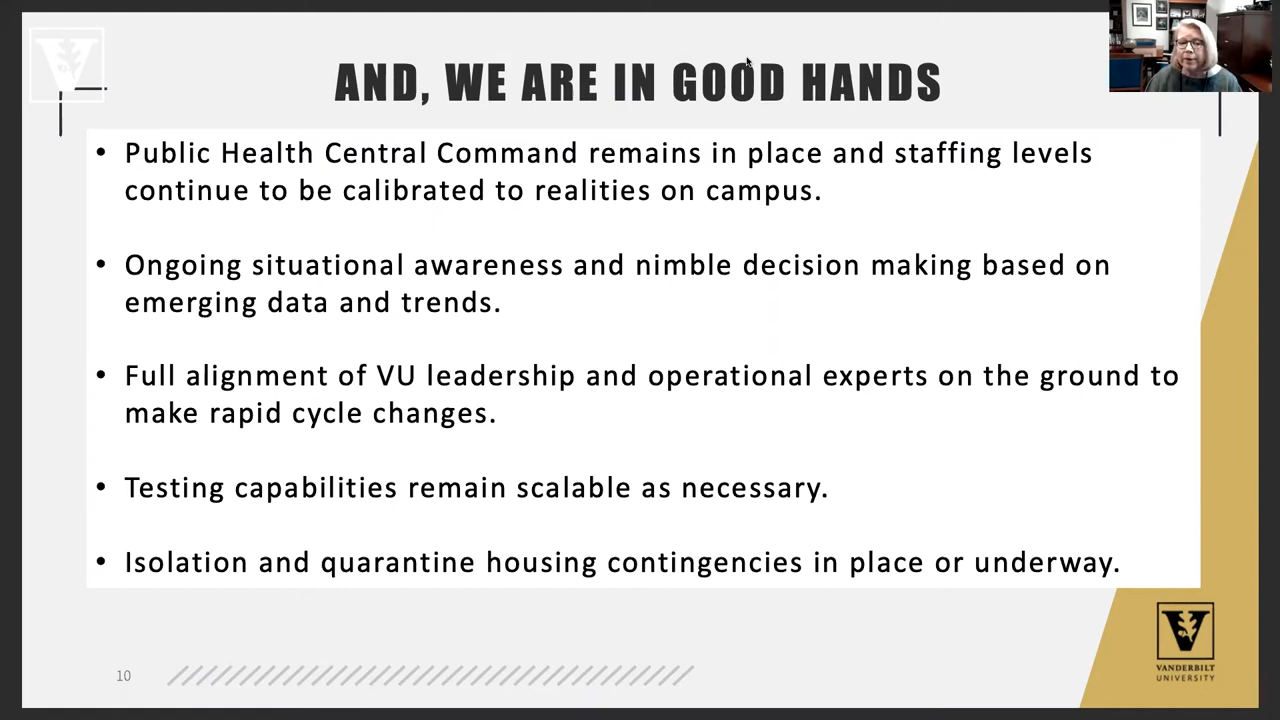 AND, WE ARE IN GOOD HANDS
• Public Health Central Command remains in place and staffing levels
continue to be calibrated to realities on campus.
• Ongoing situational awareness and nimble decision making based on
emerging data and trends.
• Full alignment of VU leadership and operational experts on the ground to
make rapid cycle changes.
• Testing capabilities remain scalable as necessary.
• Isolation and quarantine housing contingencies in place or underway.
10
V
VANDERBILT
UNIVERSITY
V